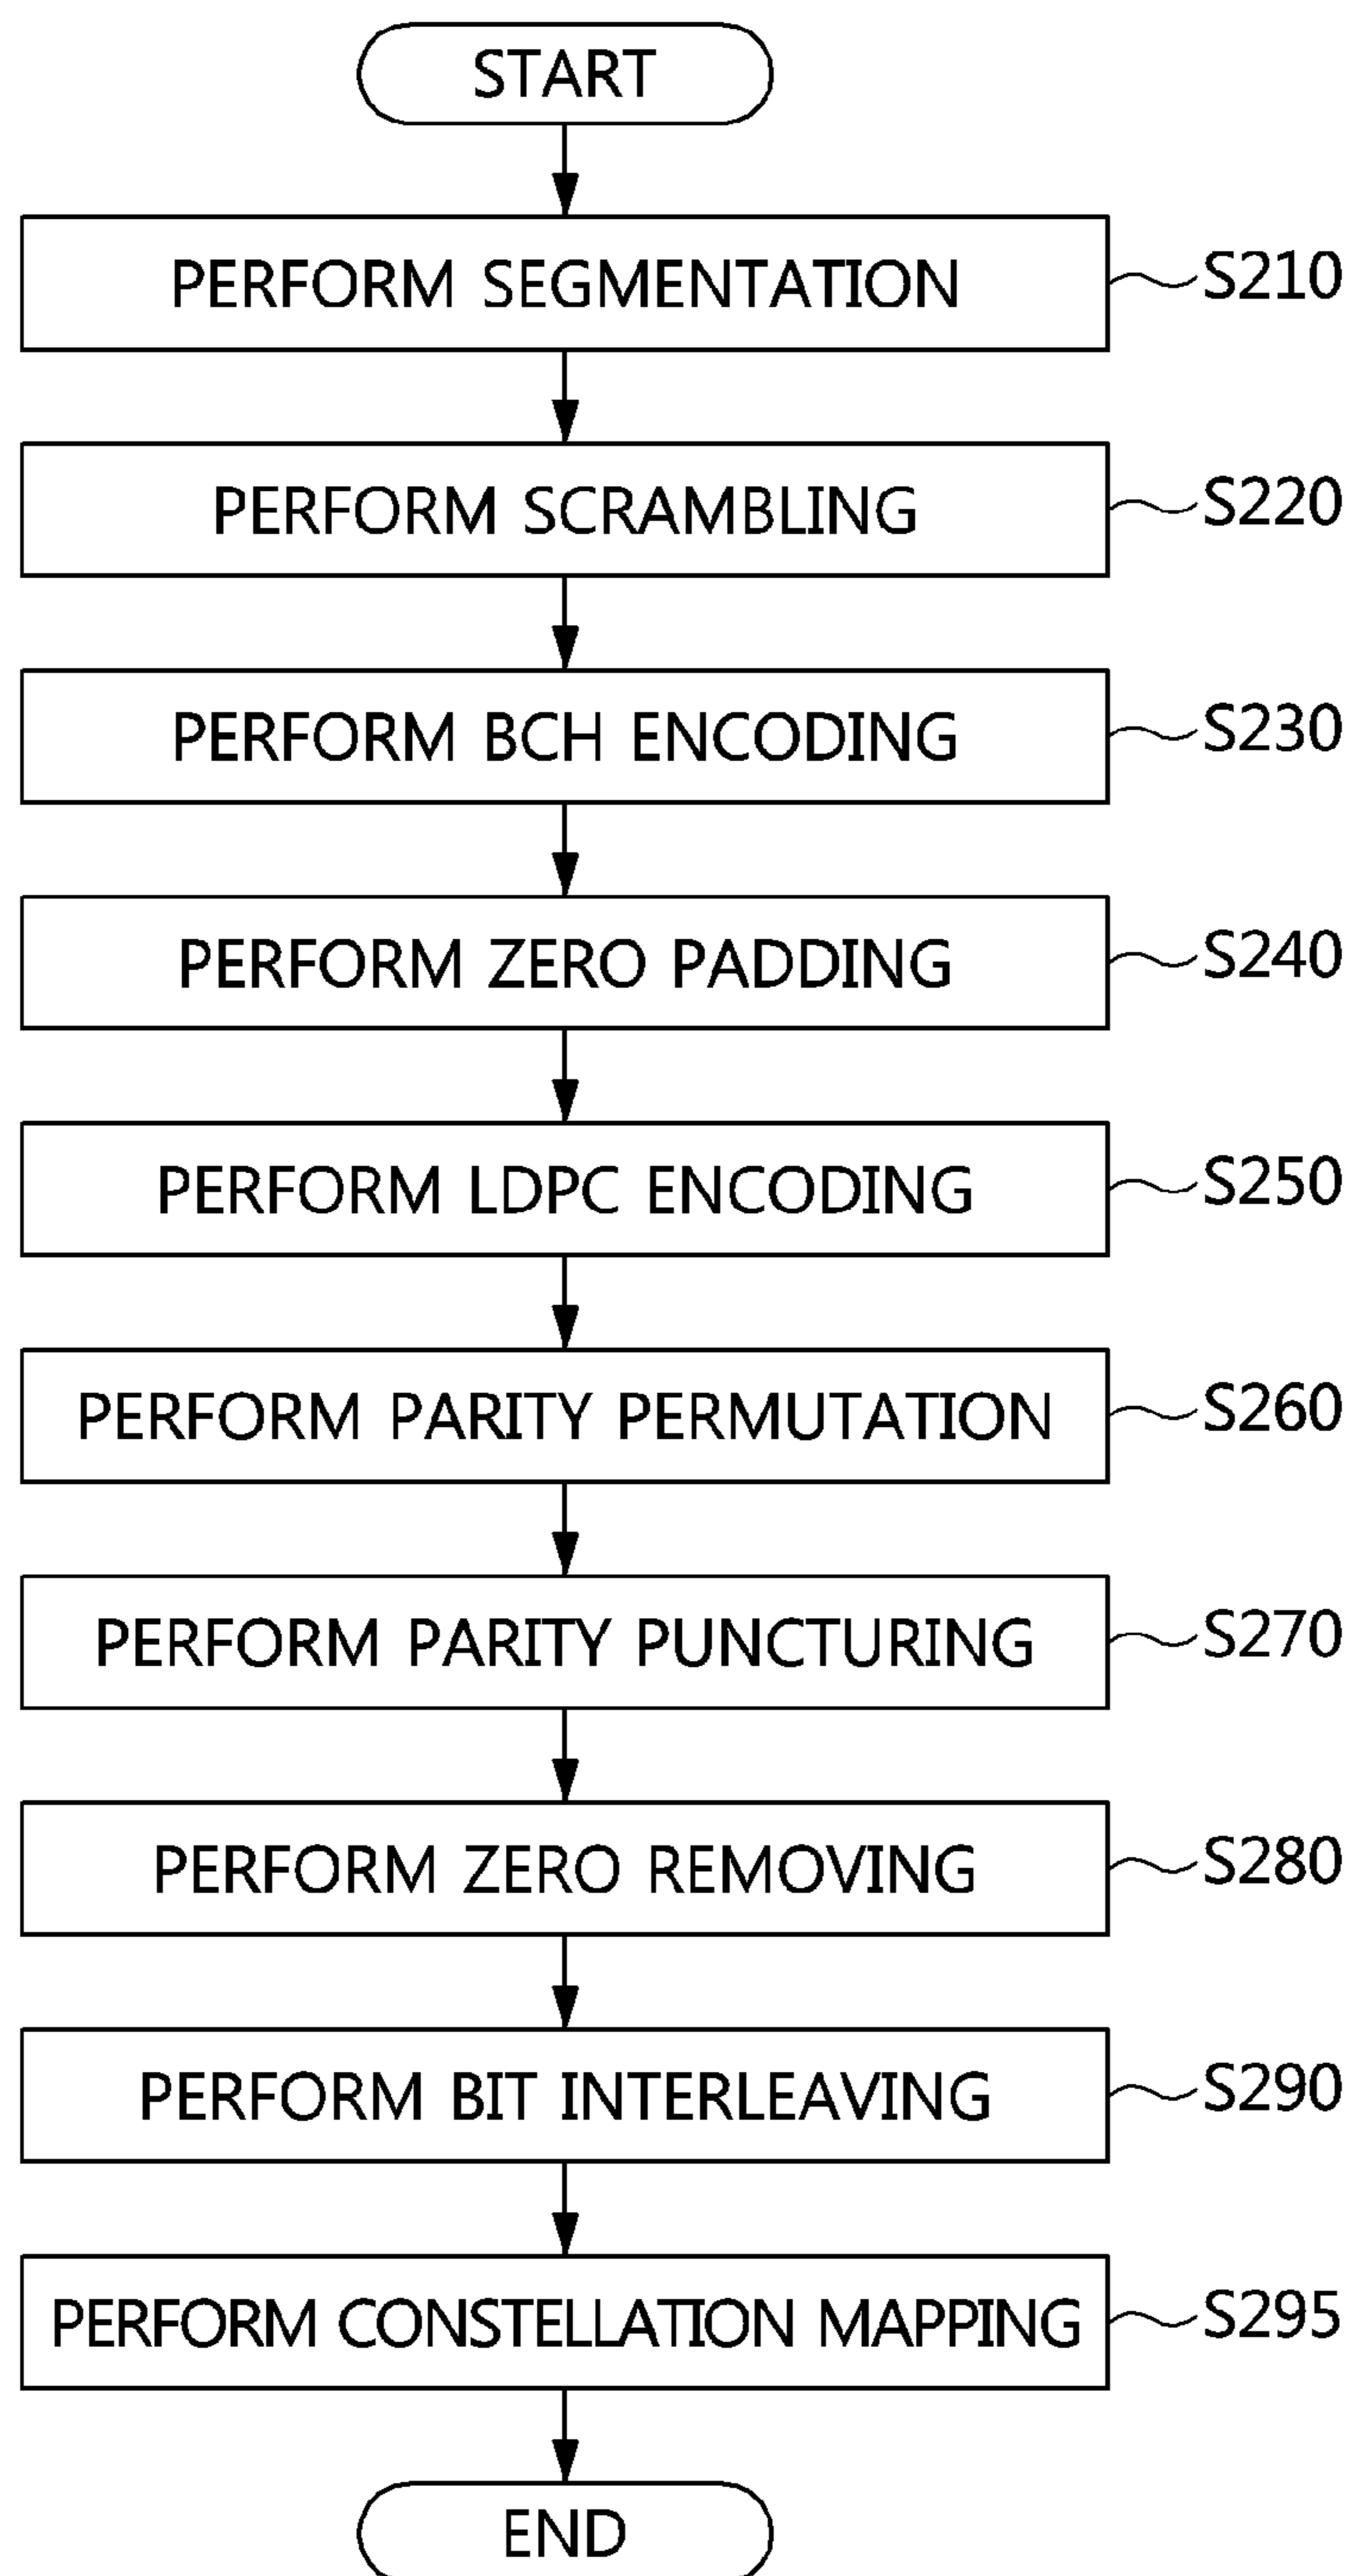 START
PERFORM SEGMENTATION S210
PERFORM SCRAMBLING S220
PERFORM BCH ENCODING S230
PERFORM ZERO PADDING S240
PERFORM LDPC ENCODING S250
PERFORM PARITY PERMUTATION S260
PERFORM PARITY PUNCTURING S270
PERFORM ZERO REMOVING S280
PERFORM BIT INTERLEAVING S290
PERFORM CONSTELLATION MAPPING S295
END